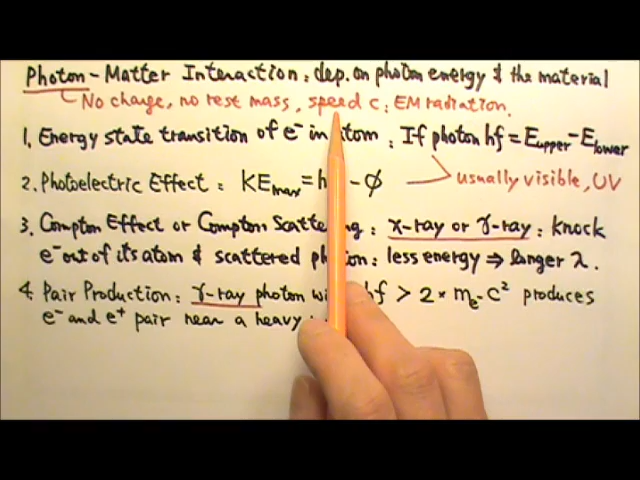 Photon-Matter Interaction: dep. on photon energy & the material
No charge, no rest mass, speed c: EM radiation.
1. Energy state transition of e⁻ in atom: If photon hf = E_upper - E_lower
2. Photoelectric Effect: KE_max = h - ϕ
usually visible, UV
3. Compton Effect or Compton Scattering: x-ray or γ-ray: knock
e⁻ out of its atom & scattered photon: less energy ⇒ longer λ.
4. Pair Production: γ-ray photon hf > 2 * m_e-c² produces
e⁻ and e⁺ pair near a heavy